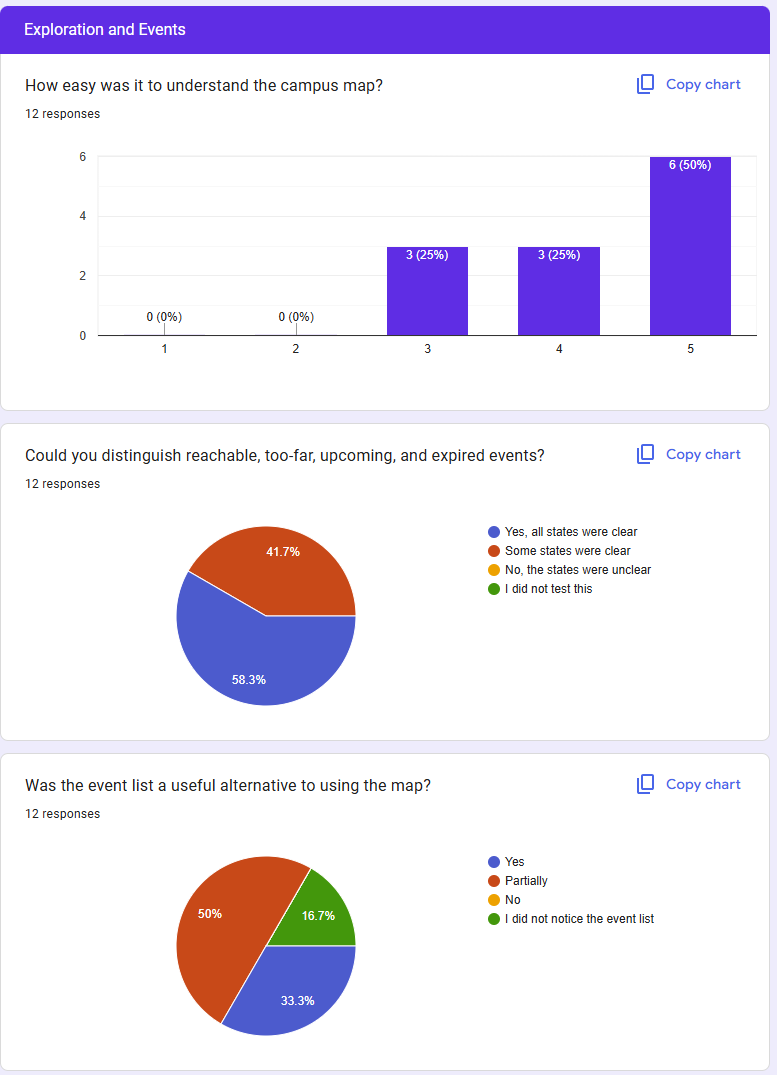 Exploration and Events
How easy was it to understand the campus map?
Copy chart
12 responses
6
4
2
0
0 (0%)
0 (0%)
3 (25%)
3 (25%)
6 (50%)
1
2
3
4
5
Could you distinguish reachable, too-far, upcoming, and expired events?
Copy chart
12 responses
41.7%
58.3%
Yes, all states were clear
Some states were clear
No, the states were unclear
I did not test this
Was the event list a useful alternative to using the map?
Copy chart
12 responses
50%
16.7%
33.3%
Yes
Partially
No
I did not notice the event list